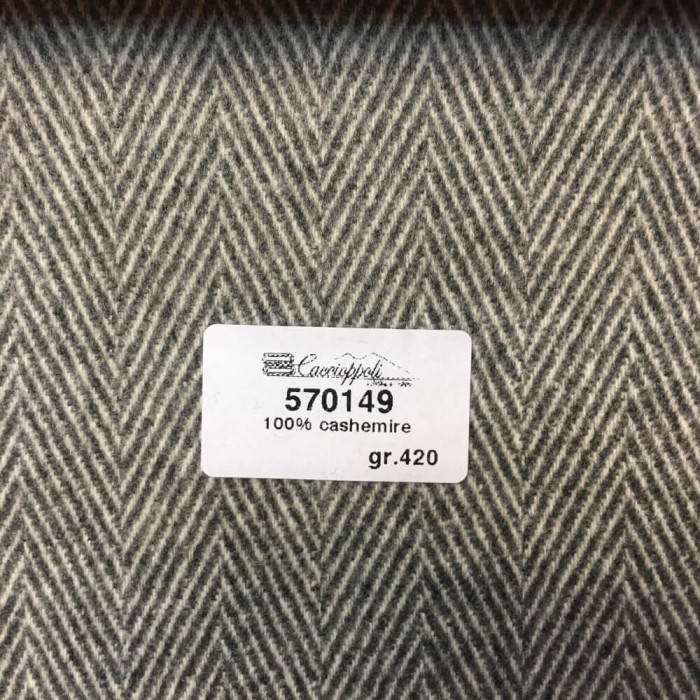 Caccioppoli
570149
100% cashemire
gr.420